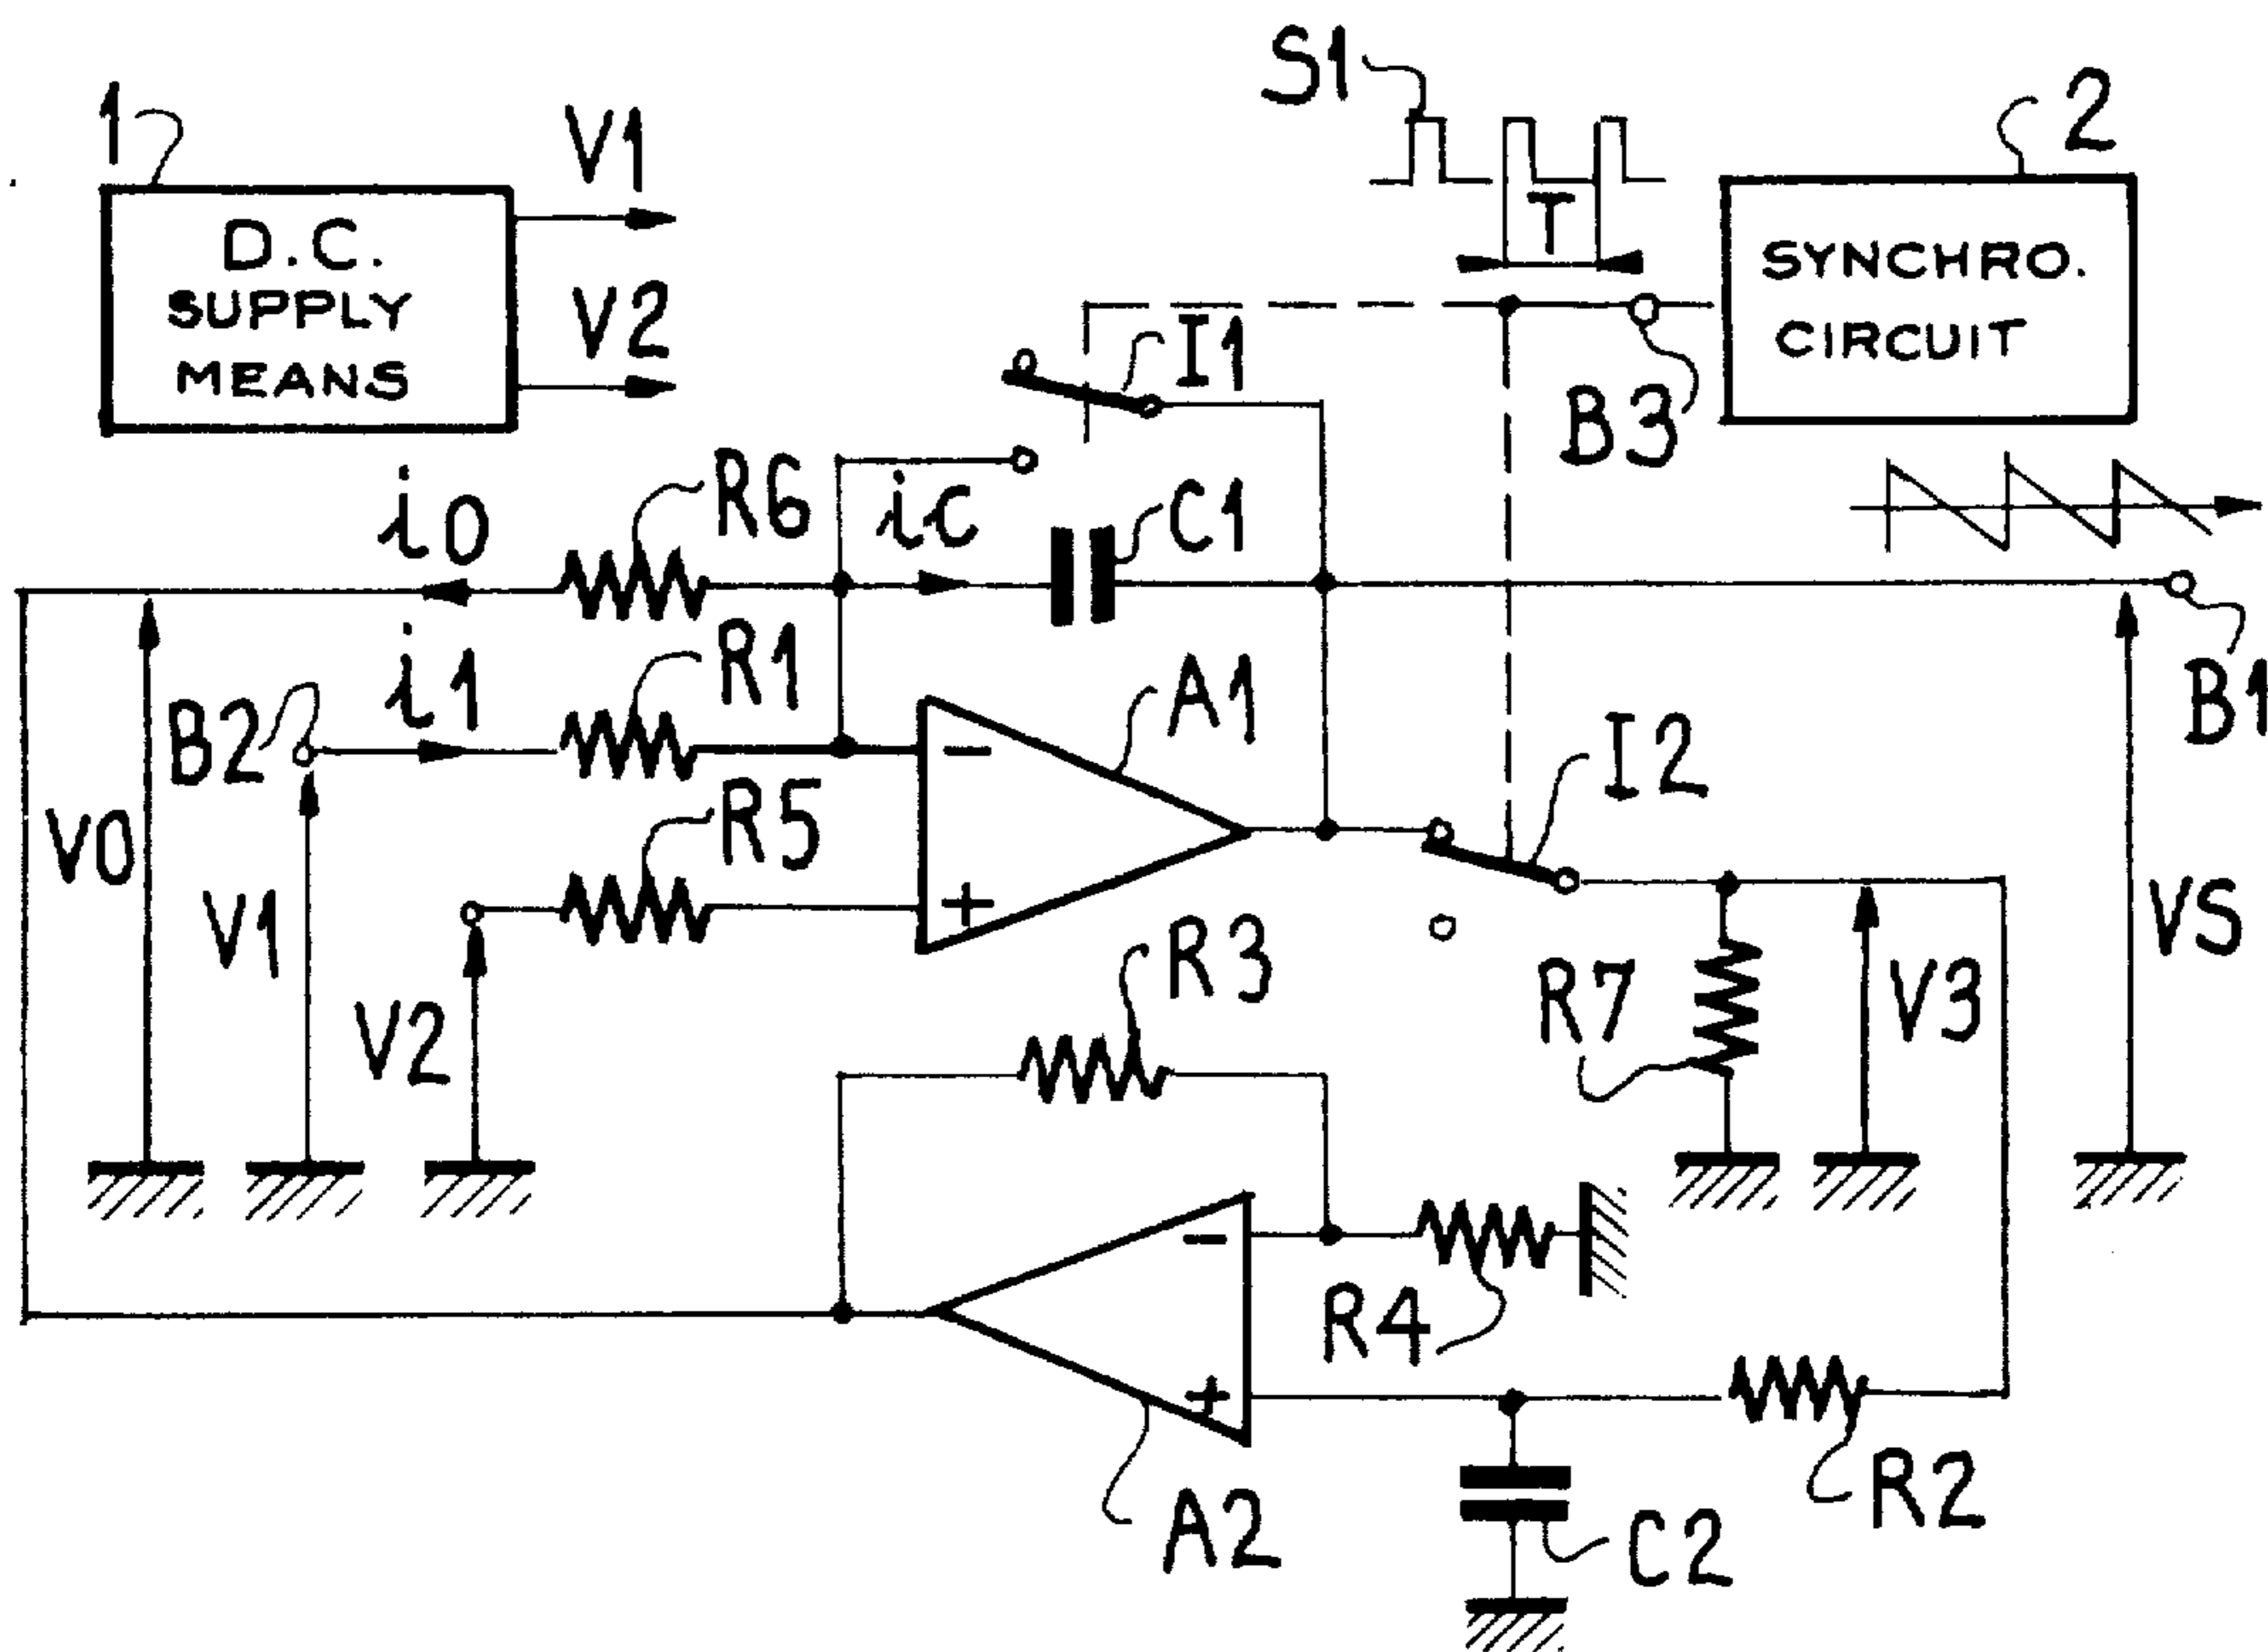 S1
1
V1
2
D.C.
SUPPLY
MEANS
V2
T
SYNCHRO.
CIRCUIT
I1
B3
i0
R6
ic
C1
i1
R1
A1
B1
B2
I2
V0
R5
V1
R3
VS
V2
R7
V3
-
+
-
R4
+
R2
A2
C2